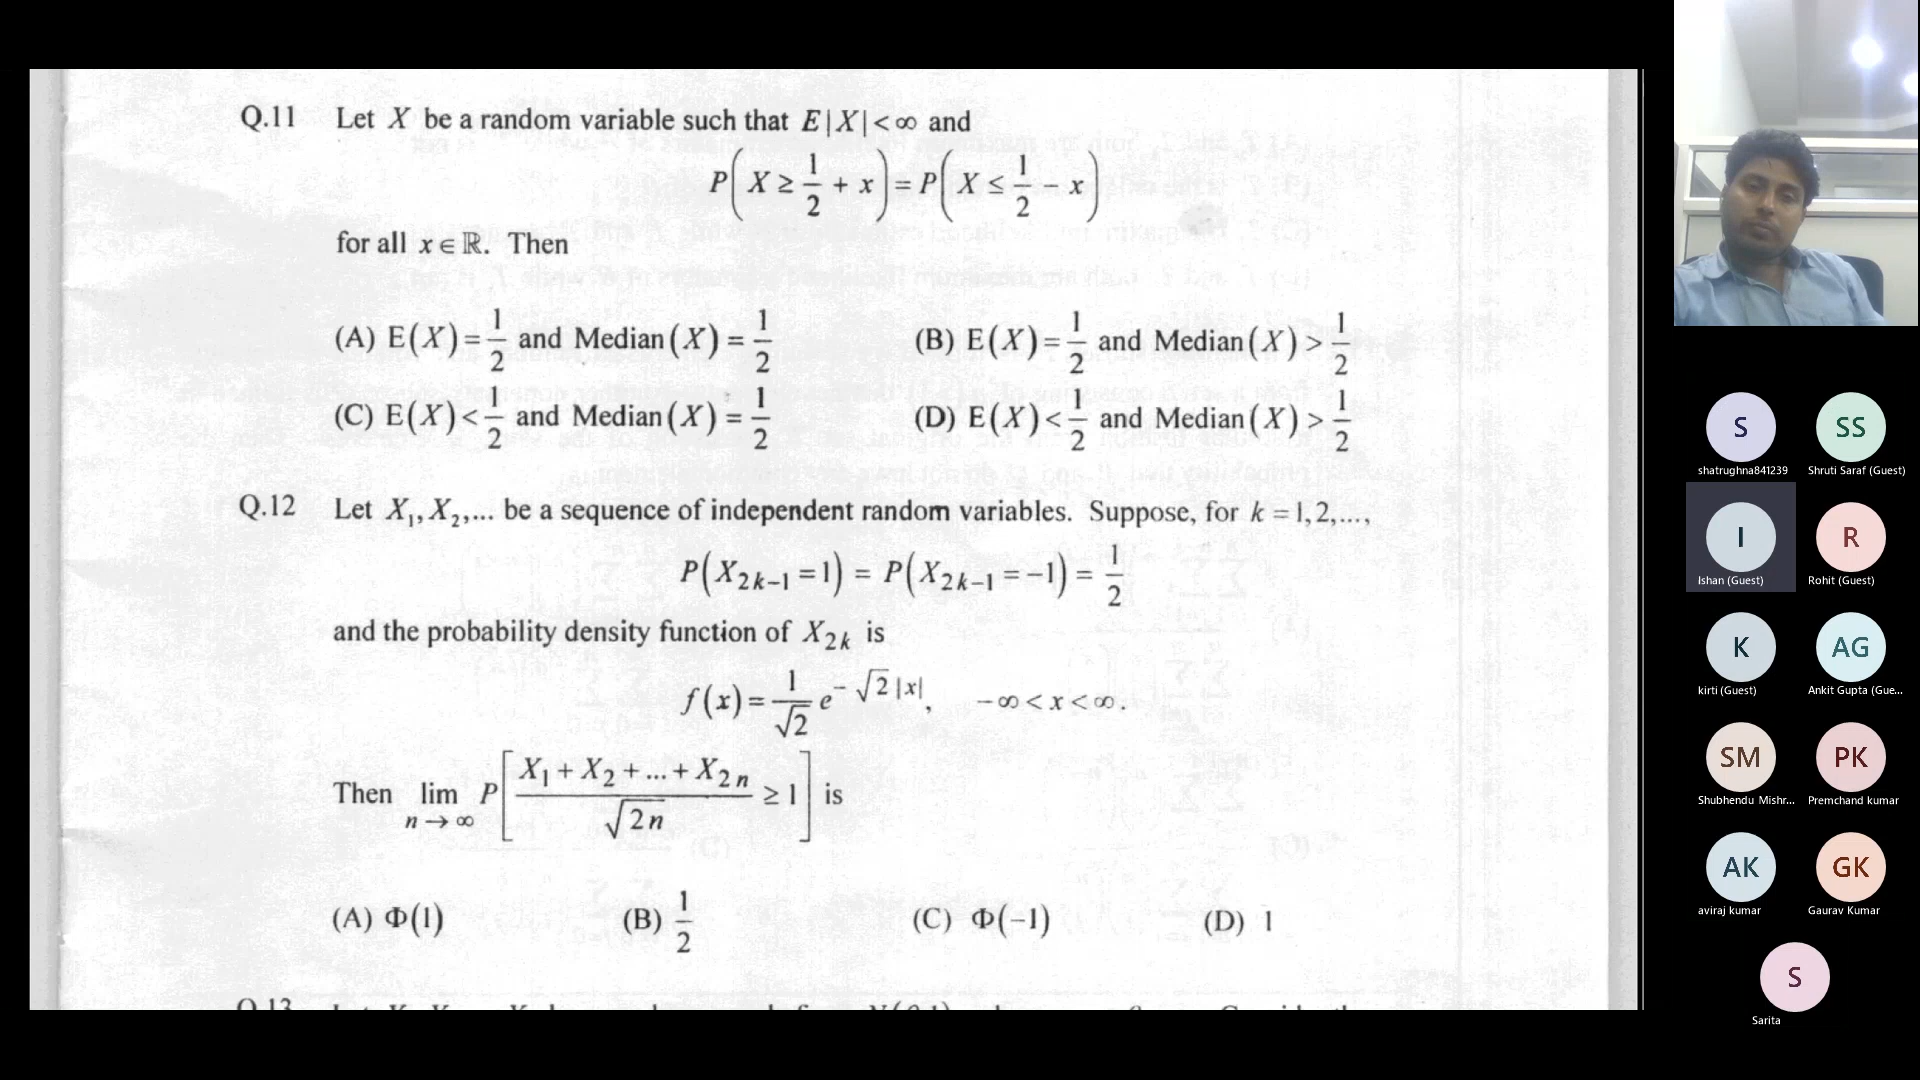 Q.11 Let X be a random variable such that E|X| < ∞ and
P(X ≥ 1/2 + x) = P(X ≤ 1/2 − x)
for all x ∈ ℝ. Then
(A) E(X) = 1/2 and Median(X) = 1/2 (B) E(X) = 1/2 and Median(X) > 1/2
(C) E(X) < 1/2 and Median(X) = 1/2 (D) E(X) < 1/2 and Median(X) > 1/2
Q.12 Let X₁, X₂,... be a sequence of independent random variables. Suppose, for k = 1, 2,...,
P(X₂ₖ₋₁ = 1) = P(X₂ₖ₋₁ = −1) = 1/2
and the probability density function of X₂ₖ is
f(x) = 1/√2 e^(−√2|x|), −∞ < x < ∞.
Then lim n→∞ P[(X₁ + X₂ + ... + X₂ₙ)/√(2n) ≥ 1] is
(A) Φ(1) (B) 1/2 (C) Φ(−1) (D) 1
S
shatrughna841239
SS
Shruti Saraf (Guest)
I
Ishan (Guest)
R
Rohit (Guest)
K
kirti (Guest)
AG
Ankit Gupta (Gue...
SM
Shubhendu Mishr...
PK
Premchand kumar
AK
aviraj kumar
GK
Gaurav Kumar
S
Sarita